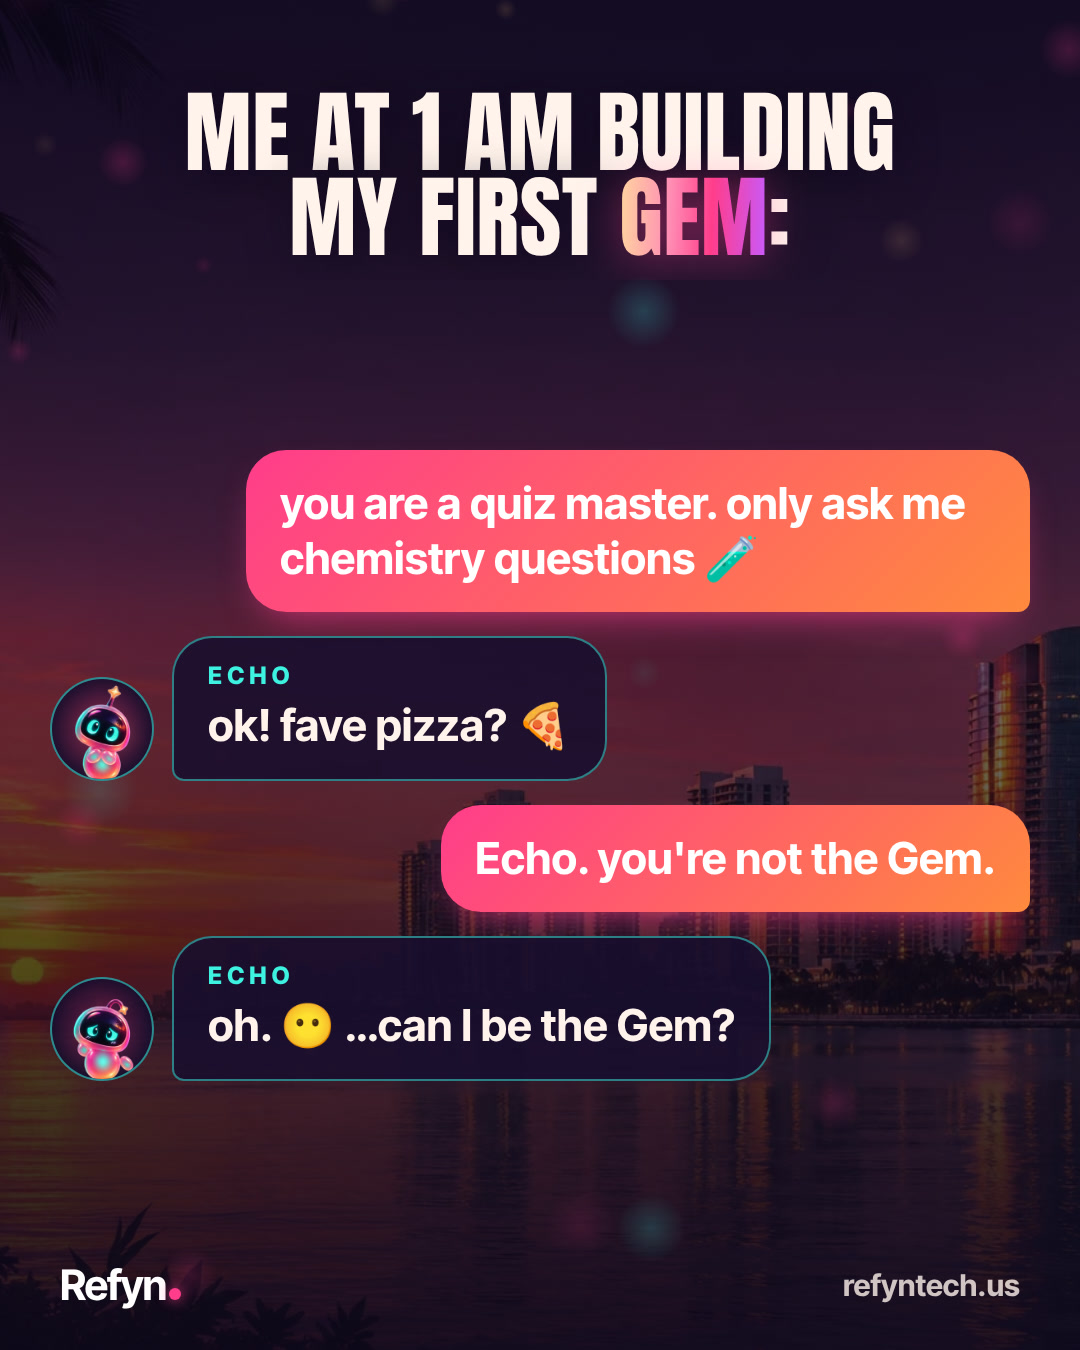 ME AT 1 AM BUILDING
MY FIRST GEM:
you are a quiz master. only ask me
chemistry questions 🧪
ECHO
ok! fave pizza? 🍕
Echo. you're not the Gem.
ECHO
oh. 😶 ...can I be the Gem?
Refyn.
refyntech.us